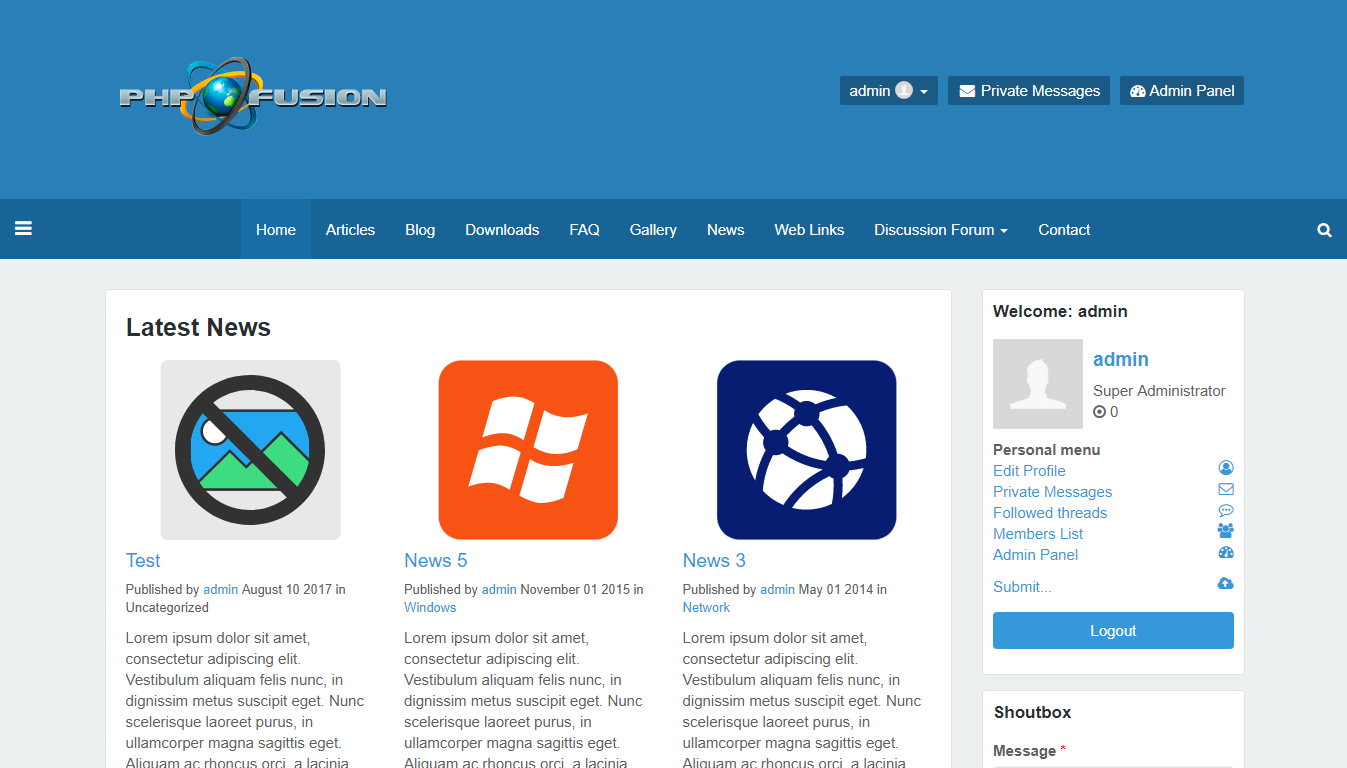 PHP FUSION
admin
Private Messages
Admin Panel
Home Articles Blog Downloads FAQ Gallery News Web Links Discussion Forum Contact
Latest News
Test
Published by admin August 10 2017 in
Uncategorized
Lorem ipsum dolor sit amet,
consectetur adipiscing elit.
Vestibulum aliquam felis nunc, in
dignissim metus suscipit eget. Nunc
scelerisque laoreet purus, in
ullamcorper magna sagittis eget.
Aliquam ac rhoncus orci, a lacinia
News 5
Published by admin November 01 2015 in
Windows
Lorem ipsum dolor sit amet,
consectetur adipiscing elit.
Vestibulum aliquam felis nunc, in
dignissim metus suscipit eget. Nunc
scelerisque laoreet purus, in
ullamcorper magna sagittis eget.
Aliquam ac rhoncus orci, a lacinia
News 3
Published by admin May 01 2014 in
Network
Lorem ipsum dolor sit amet,
consectetur adipiscing elit.
Vestibulum aliquam felis nunc, in
dignissim metus suscipit eget. Nunc
scelerisque laoreet purus, in
ullamcorper magna sagittis eget.
Aliquam ac rhoncus orci, a lacinia
Welcome: admin
admin
Super Administrator
0
Personal menu
Edit Profile
Private Messages
Followed threads
Members List
Admin Panel
Submit...
Logout
Shoutbox
Message *